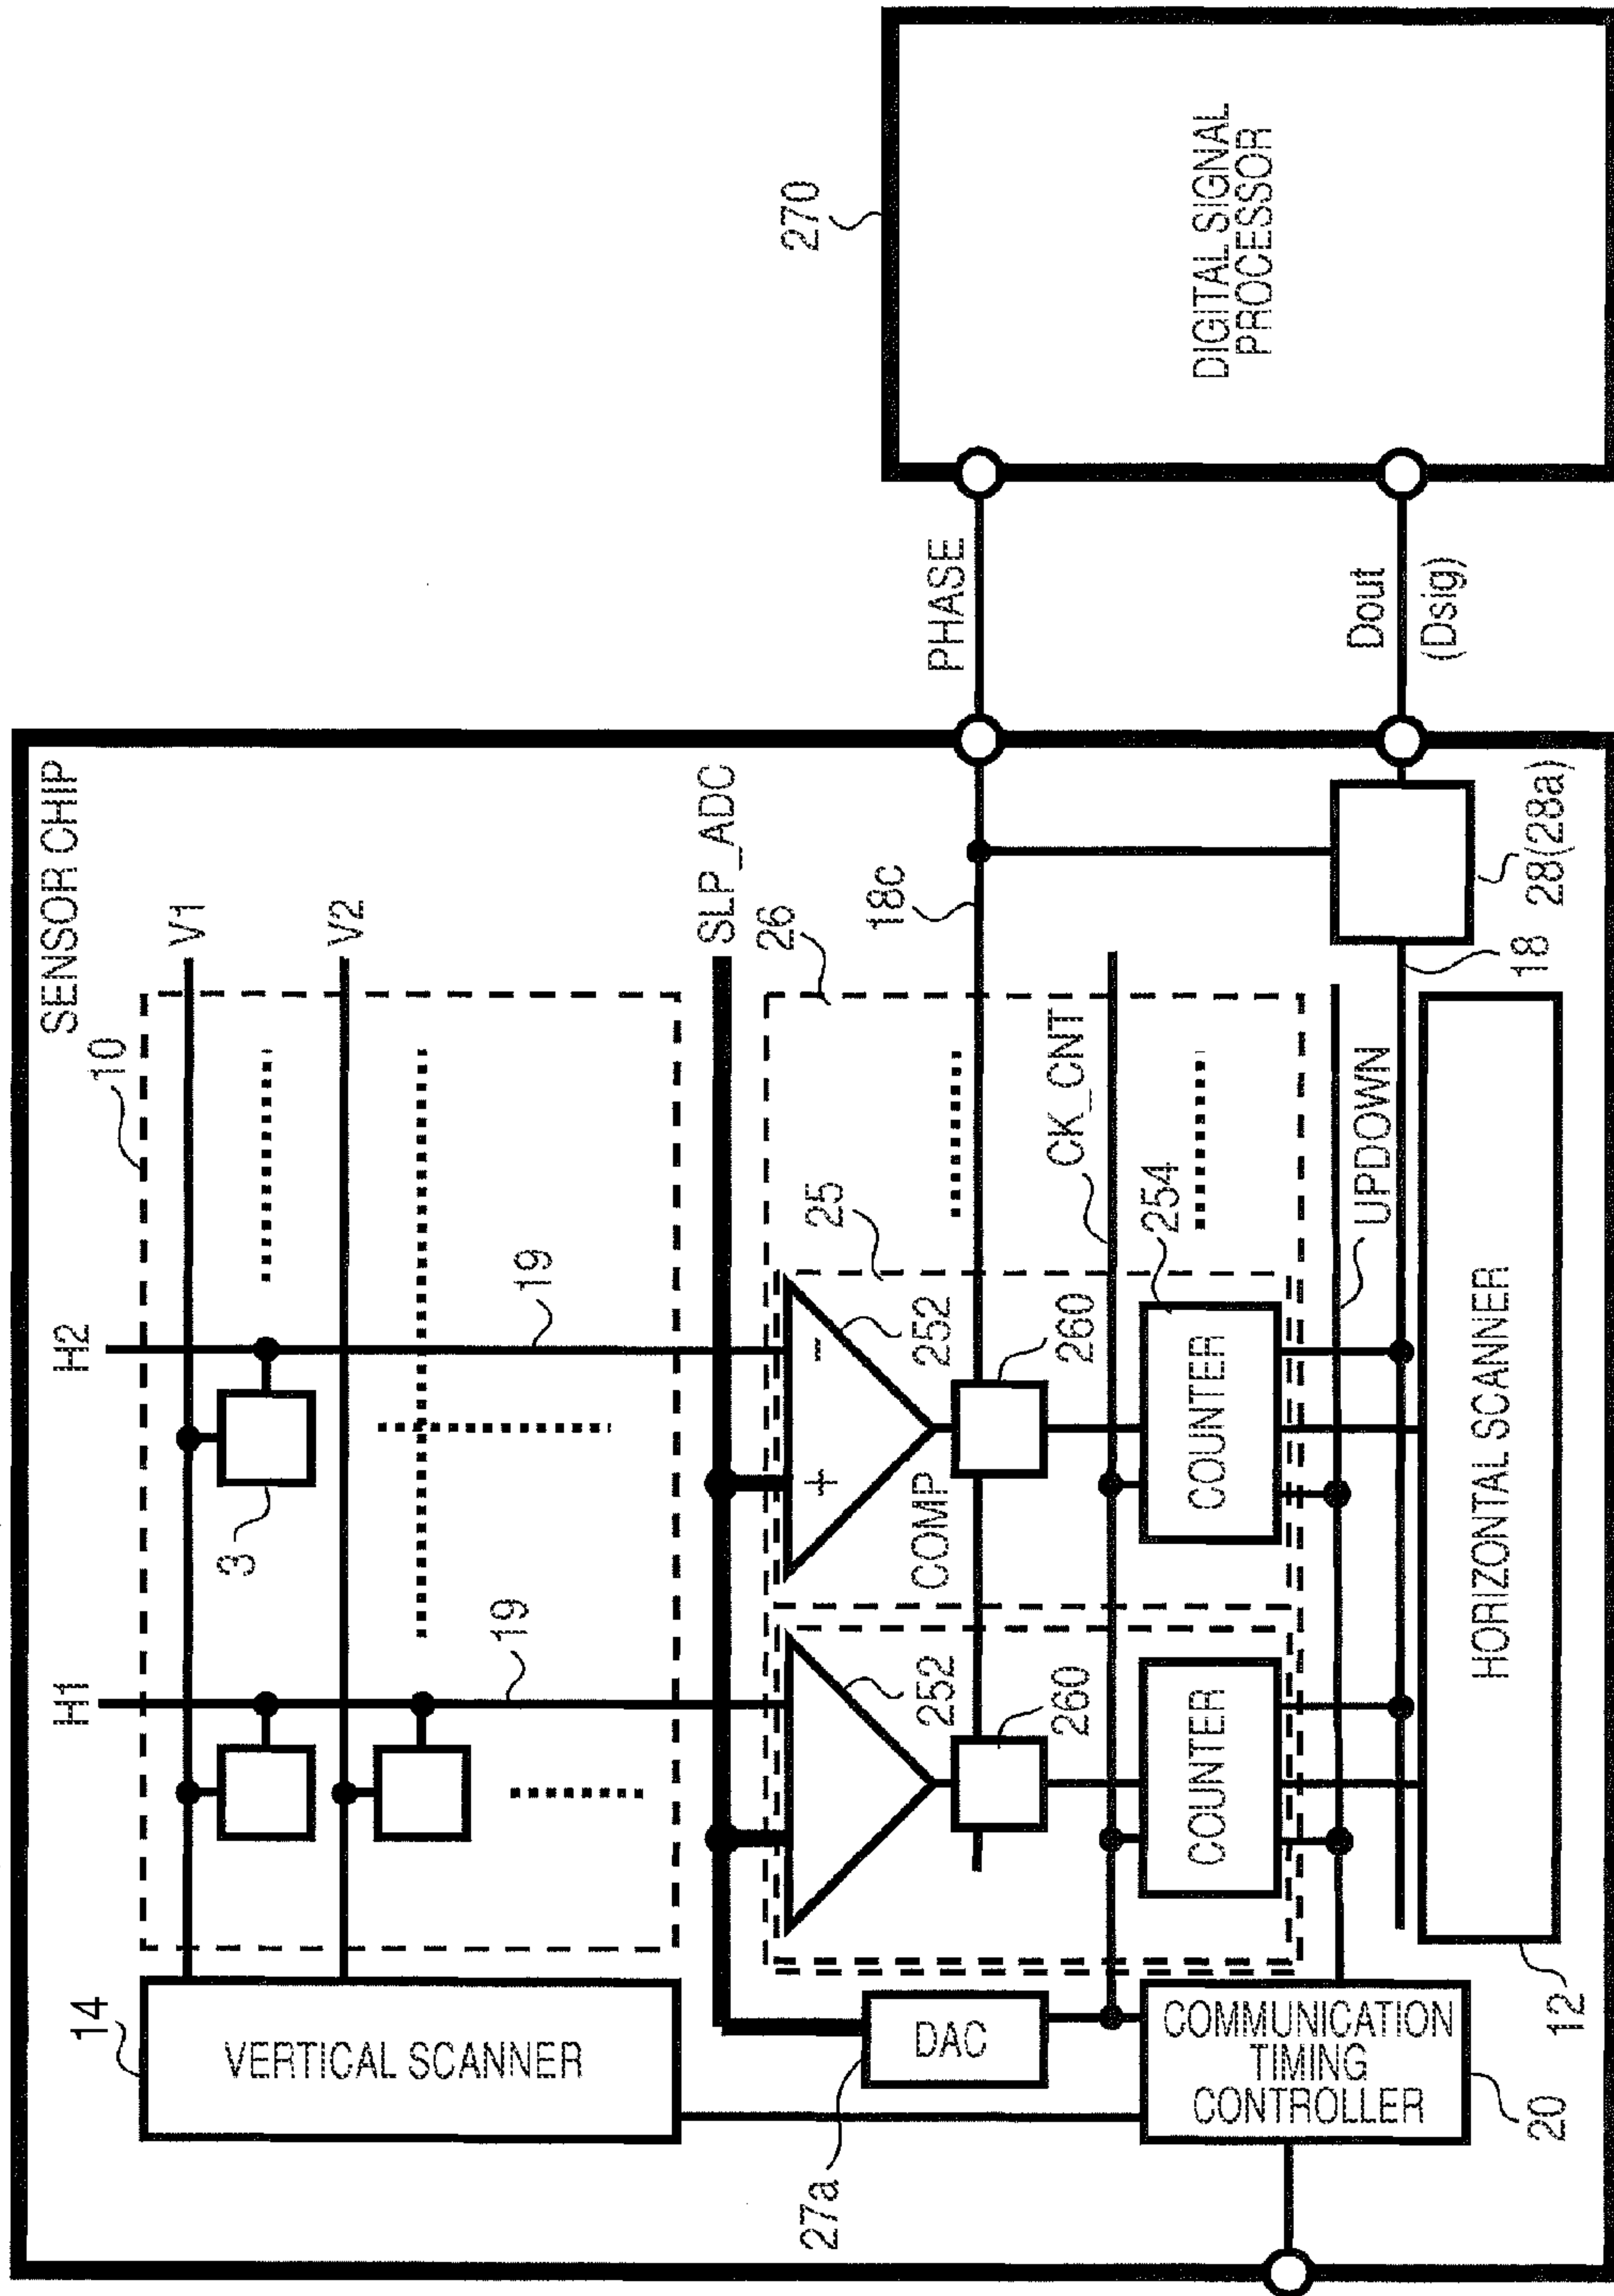 SENSOR CHIP
H1
H2
10
V1
V2
14
VERTICAL SCANNER
3
19
19
SLP_ADC
26
25
27a
DAC
252
+
-
252
COMP
260
260
18c
CK_CNT
254
COUNTER
COUNTER
UPDOWN
COMMUNICATION
TIMING
CONTROLLER
20
HORIZONTAL SCANNER
12
18
28(28a)
PHASE
Dout
(Dsig)
270
DIGITAL SIGNAL
PROCESSOR